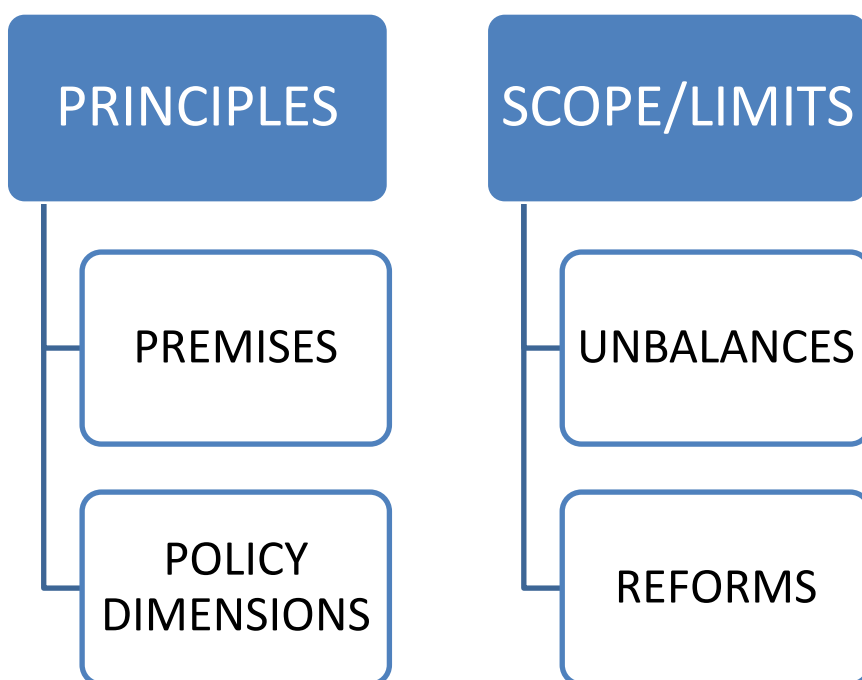 PRINCIPLES
PREMISES
POLICY
DIMENSIONS
SCOPE/LIMITS
UNBALANCES
REFORMS